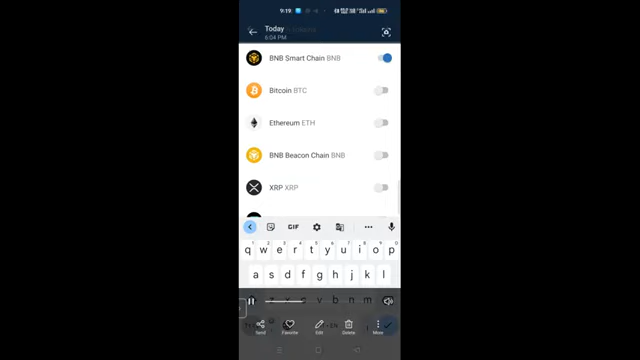 9:19
Today
6:04 PM
BNB Smart Chain BNB
Bitcoin BTC
Ethereum ETH
BNB Beacon Chain BNB
XRP XRP
GIF
q w e r t y u i o p
a s d f g h j k l
z x c v b n m
Send Favorite Edit Delete More